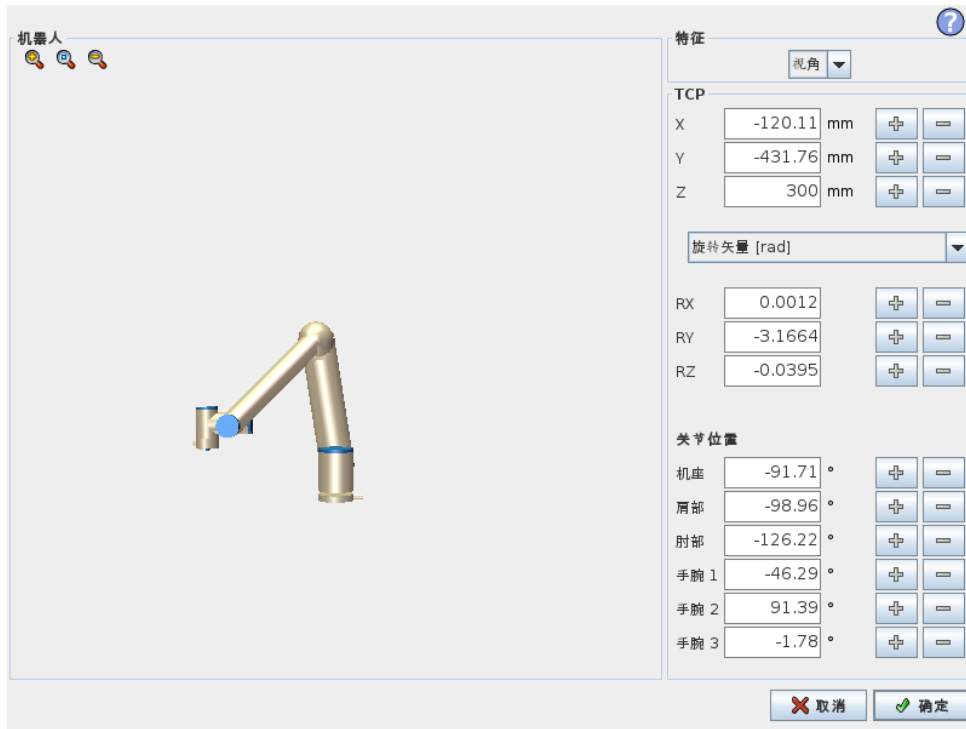 机器人
特征
视角
TCP
X -120.11 mm
Y -431.76 mm
Z 300 mm
旋转矢量 [rad]
RX 0.0012
RY -3.1664
RZ -0.0395
关节位置
机座 -91.71 °
肩部 -98.96 °
肘部 -126.22 °
手腕 1 -46.29 °
手腕 2 91.39 °
手腕 3 -1.78 °
取消 确定